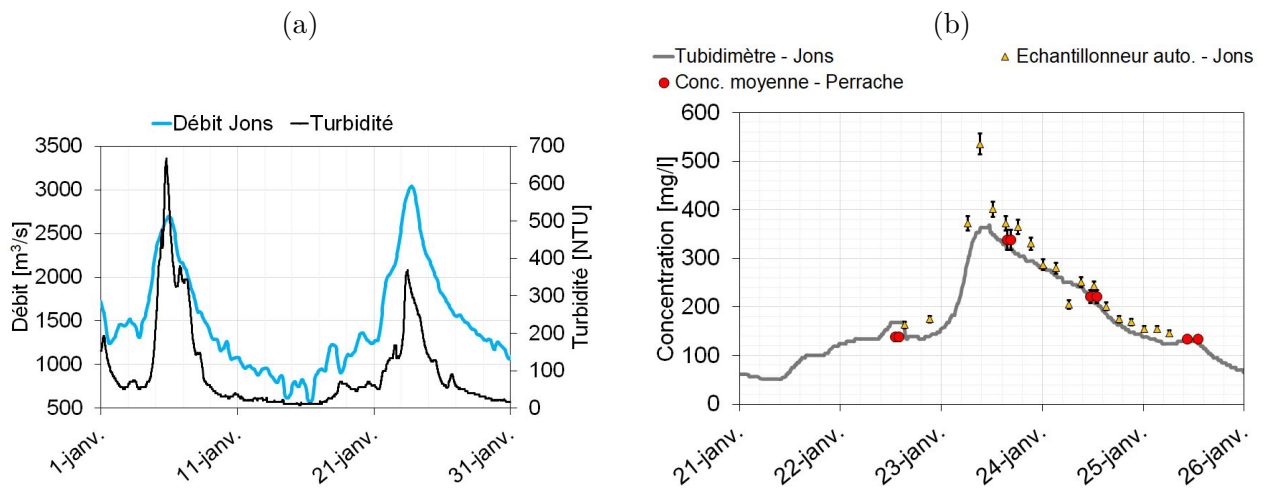 (a)
Débit Jons
Turbidité
3500
3000
2500
2000
1500
1000
500
Débit [m³/s]
700
600
500
400
300
200
100
0
Turbidité [NTU]
1-janv.
11-janv.
21-janv.
31-janv.
(b)
Tubidimètre - Jons
Echantillonneur auto. - Jons
Conc. moyenne - Perrache
600
500
400
300
200
100
0
Concentration [mg/l]
21-janv.
22-janv.
23-janv.
24-janv.
25-janv.
26-janv.